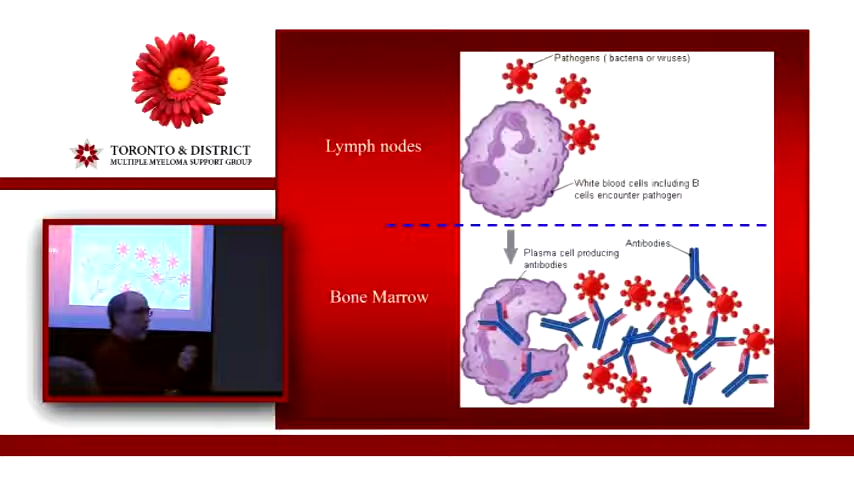 TORONTO & DISTRICT
MULTIPLE MYELOMA SUPPORT GROUP
Lymph nodes
Pathogens ( bacteria or viruses)
White blood cells including B
cells encounter pathogen
Bone Marrow
Plasma cell producing
antibodies
Antibodies